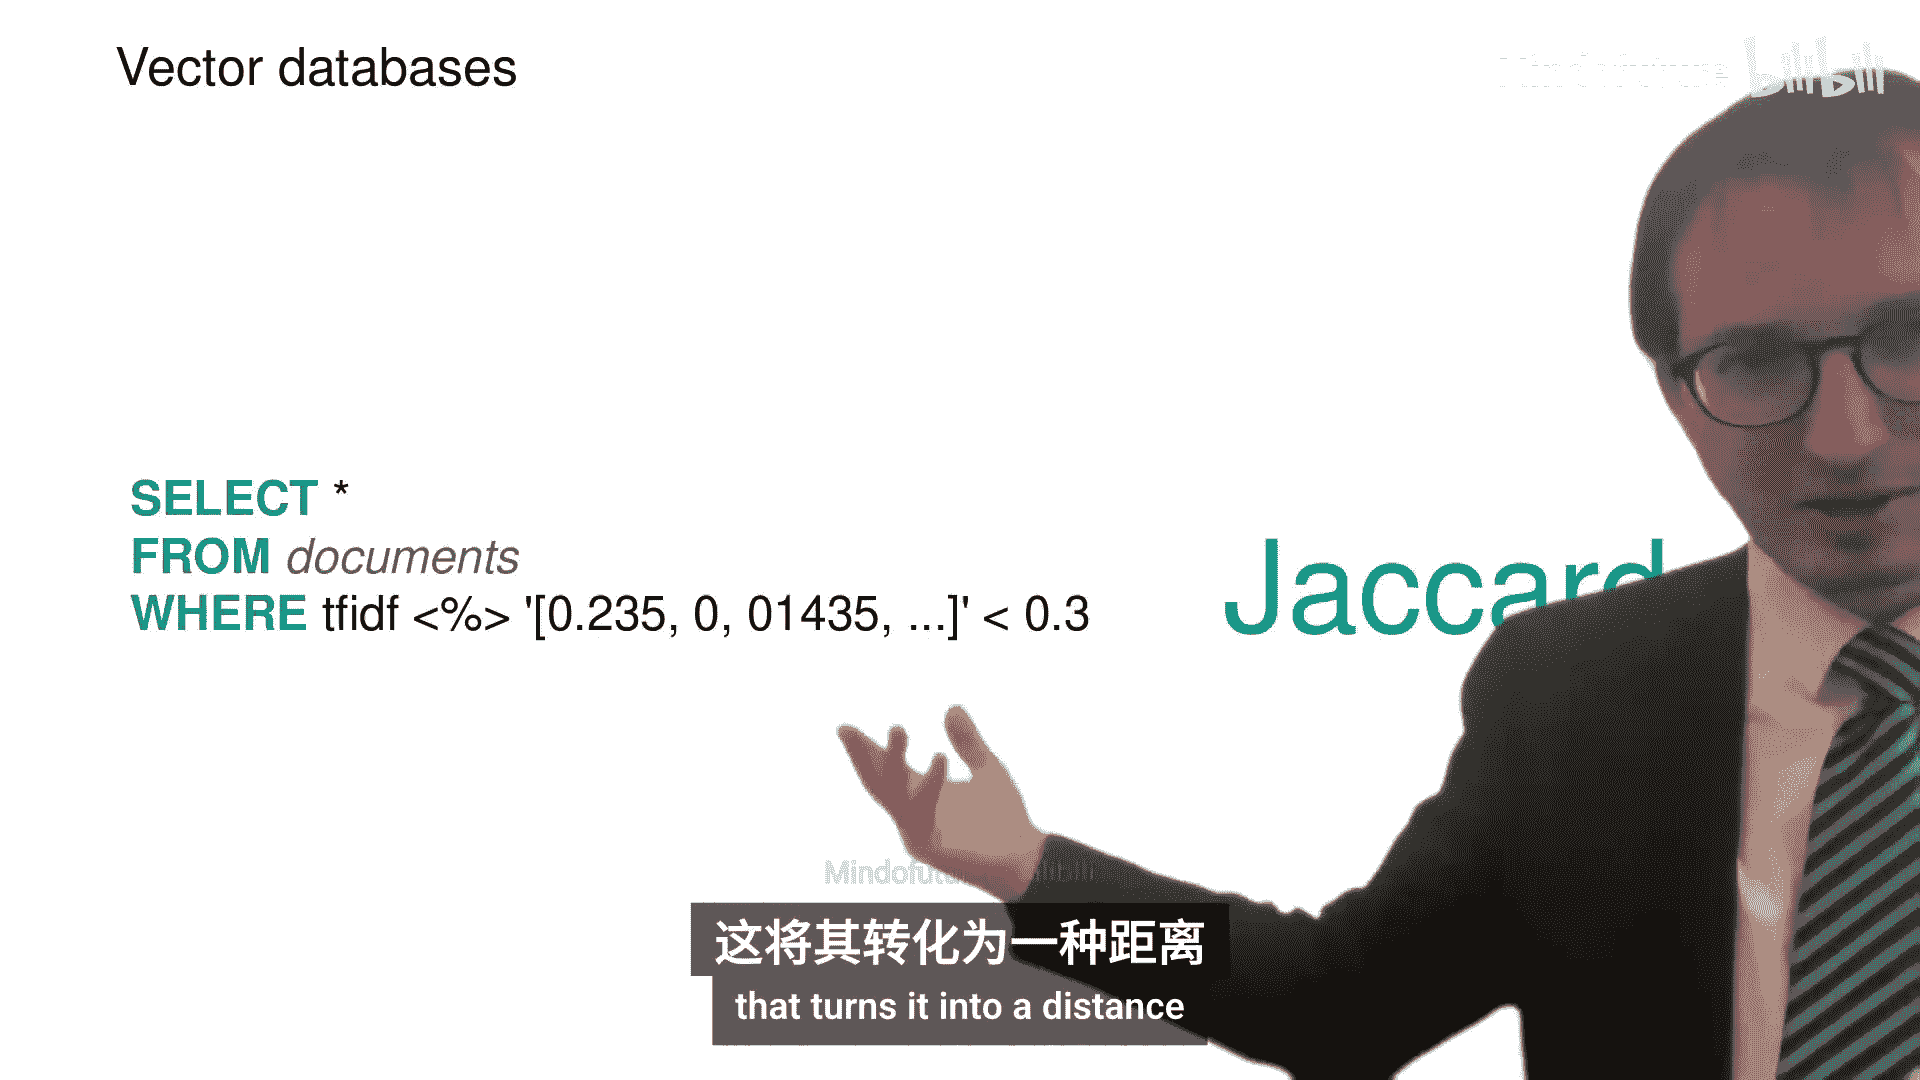 Vector databases
bilibili
SELECT *
FROM documents
WHERE tfidf <%> '[0.235, 0, 01435, ...]' < 0.3
Jaccard
这将其转化为一种距离
that turns it into a distance